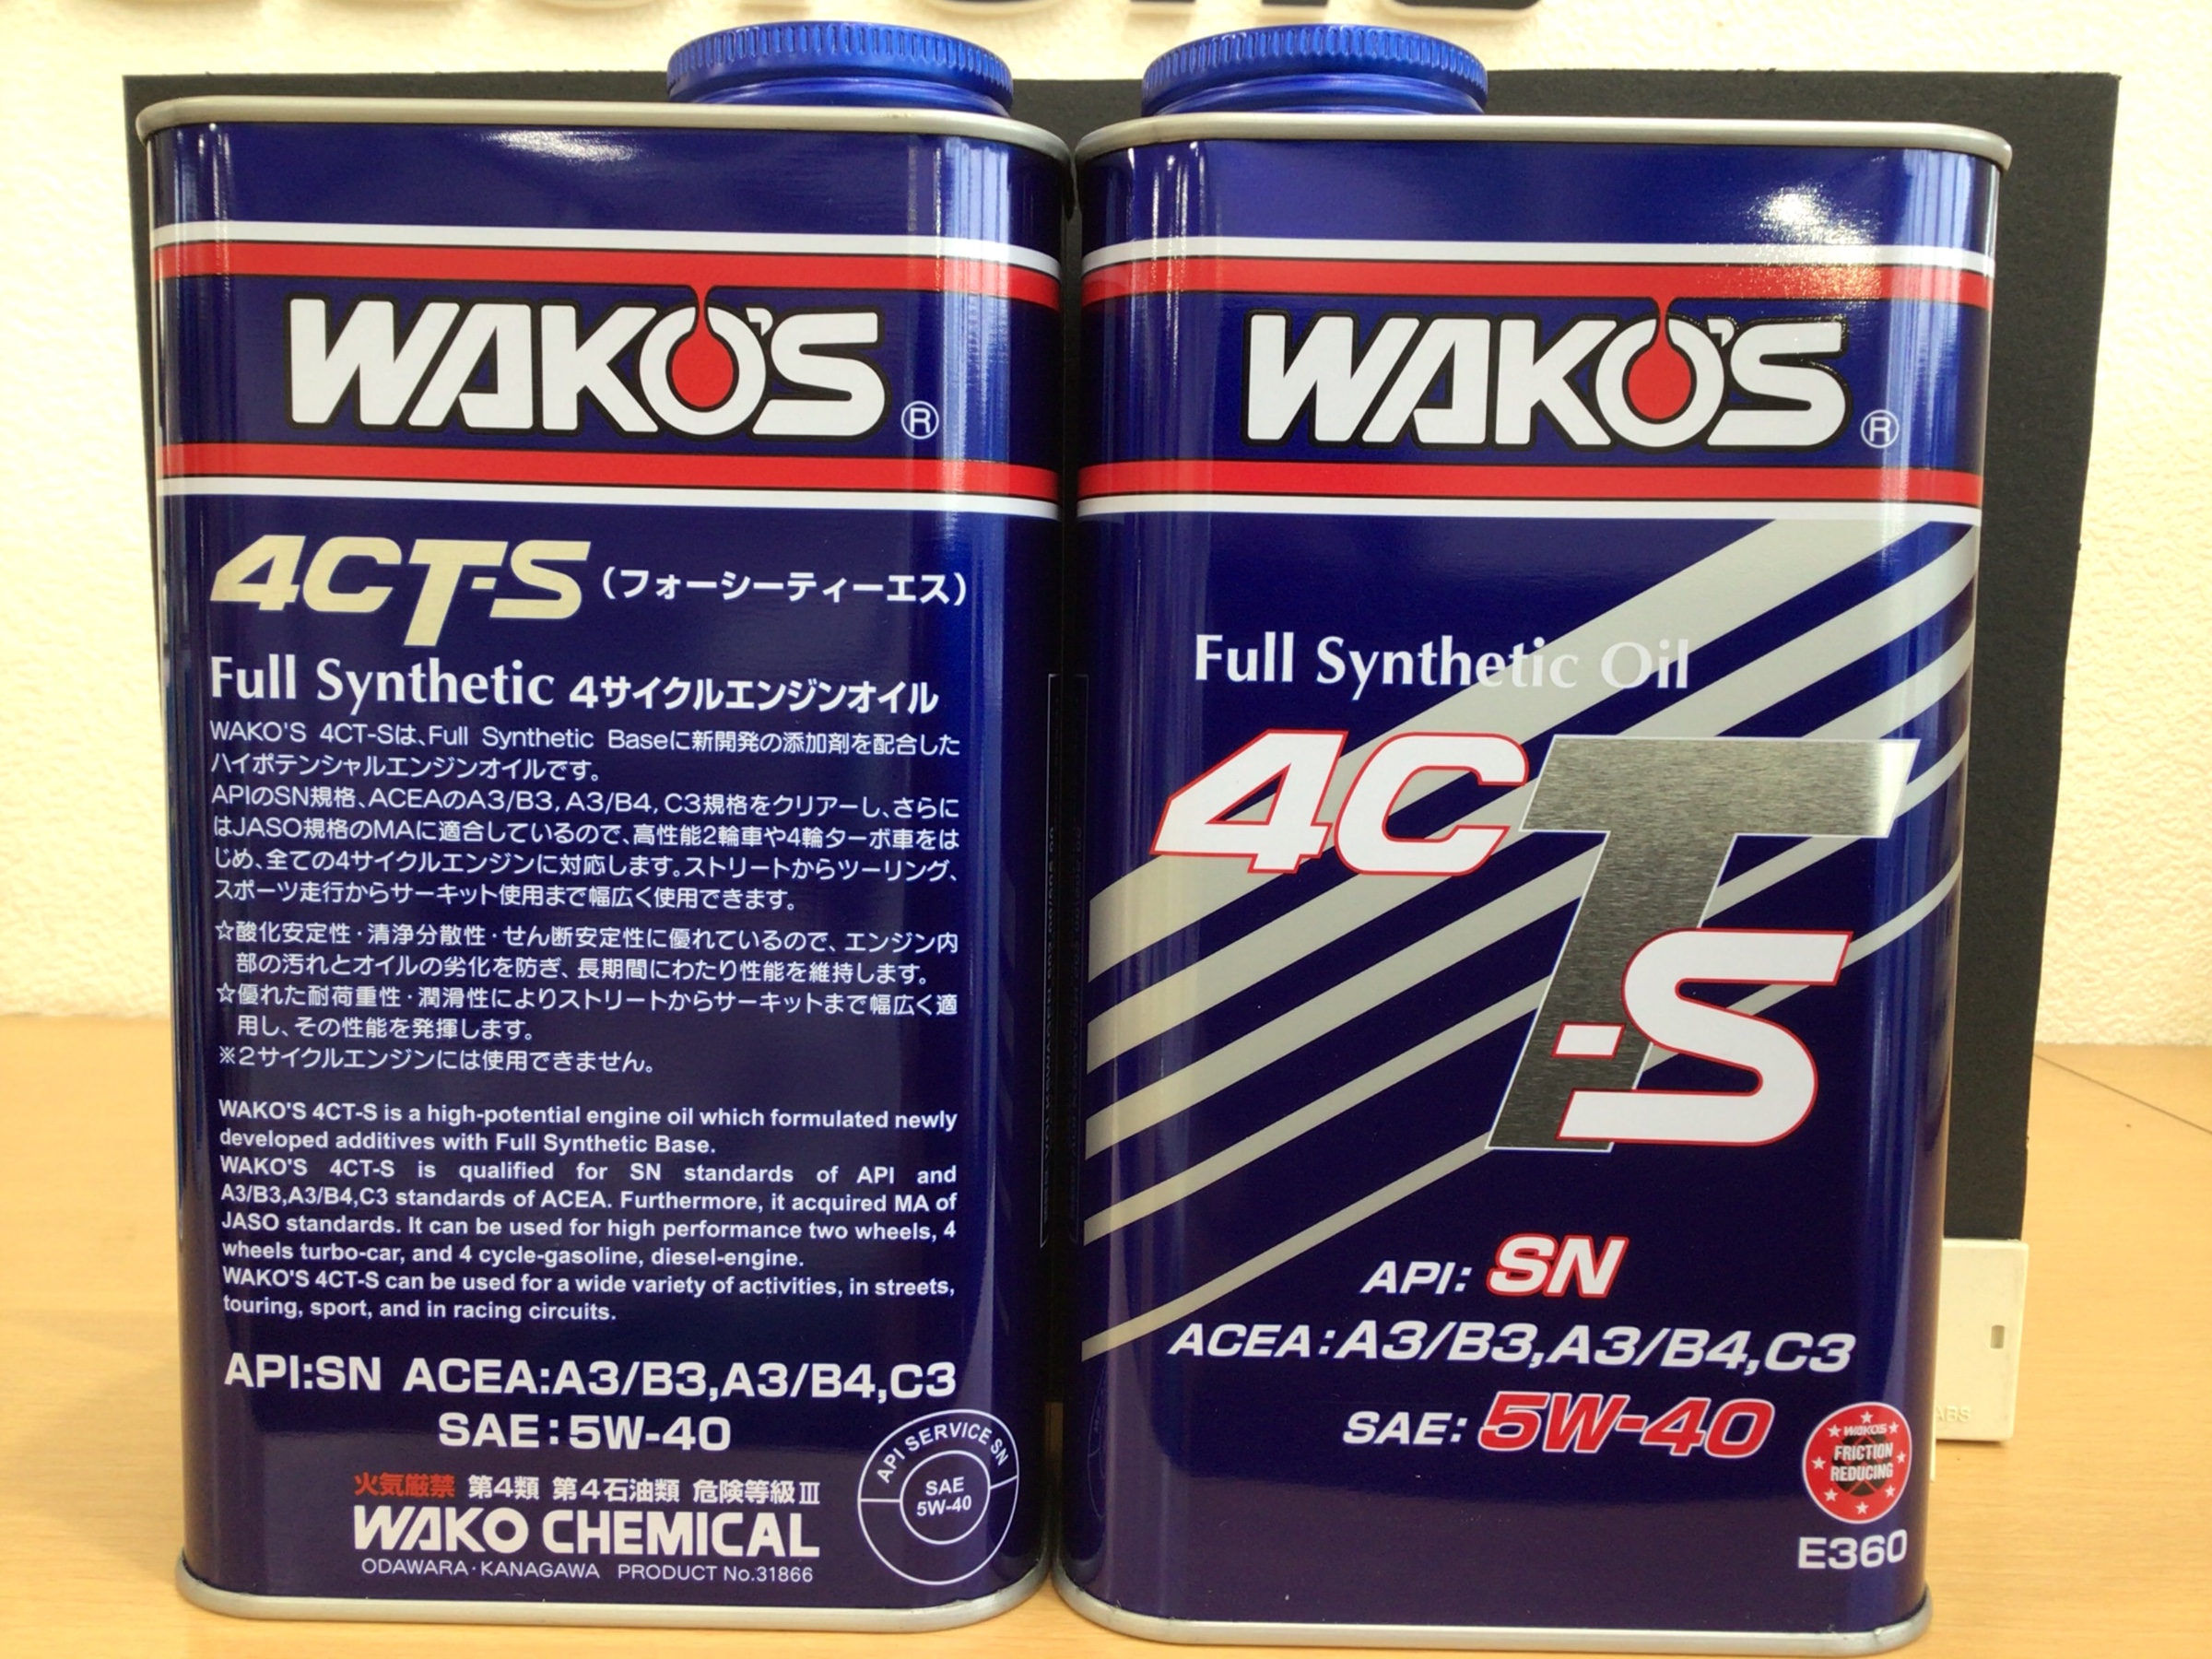 WAKO'S ®
4CT-S (フォーシーティーエス)
Full Synthetic 4サイクルエンジンオイル
WAKO'S 4CT-Sは、Full Synthetic Baseに新開発の添加剤を配合した
ハイポテンシャルエンジンオイルです。
APIのSN規格、ACEAのA3/B3, A3/B4, C3規格をクリアーし、さらに
はJASO規格のMAに適合しているので、高性能2輪車や4輪ターボ車をは
じめ、全ての4サイクルエンジンに対応します。ストリートからツーリング、
スポーツ走行からサーキット使用まで幅広く使用できます。
☆酸化安定性・清浄分散性・せん断安定性に優れているので、エンジン内
部の汚れとオイルの劣化を防ぎ、長期間にわたり性能を維持します。
☆優れた耐荷重性・潤滑性によりストリートからサーキットまで幅広く適
用し、その性能を発揮します。
※2サイクルエンジンには使用できません。
WAKO'S 4CT-S is a high-potential engine oil which formulated newly
developed additives with Full Synthetic Base.
WAKO'S 4CT-S is qualified for SN standards of API and
A3/B3,A3/B4,C3 standards of ACEA. Furthermore, it acquired MA of
JASO standards. It can be used for high performance two wheels, 4
wheels turbo-car, and 4 cycle-gasoline, diesel-engine.
WAKO'S 4CT-S can be used for a wide variety of activities, in streets,
touring, sport, and in racing circuits.
API:SN ACEA:A3/B3,A3/B4,C3
SAE:5W-40
火気厳禁 第4類 第4石油類 危険等級Ⅲ
WAKO CHEMICAL
ODAWARA・KANAGAWA PRODUCT No.31866
API SERVICE SN
SAE
5W-40
WAKO'S ®
Full Synthetic Oil
4CT-S
API: SN
ACEA:A3/B3,A3/B4,C3
SAE: 5W-40
WAKO'S
FRICTION
REDUCING
E360
ABS